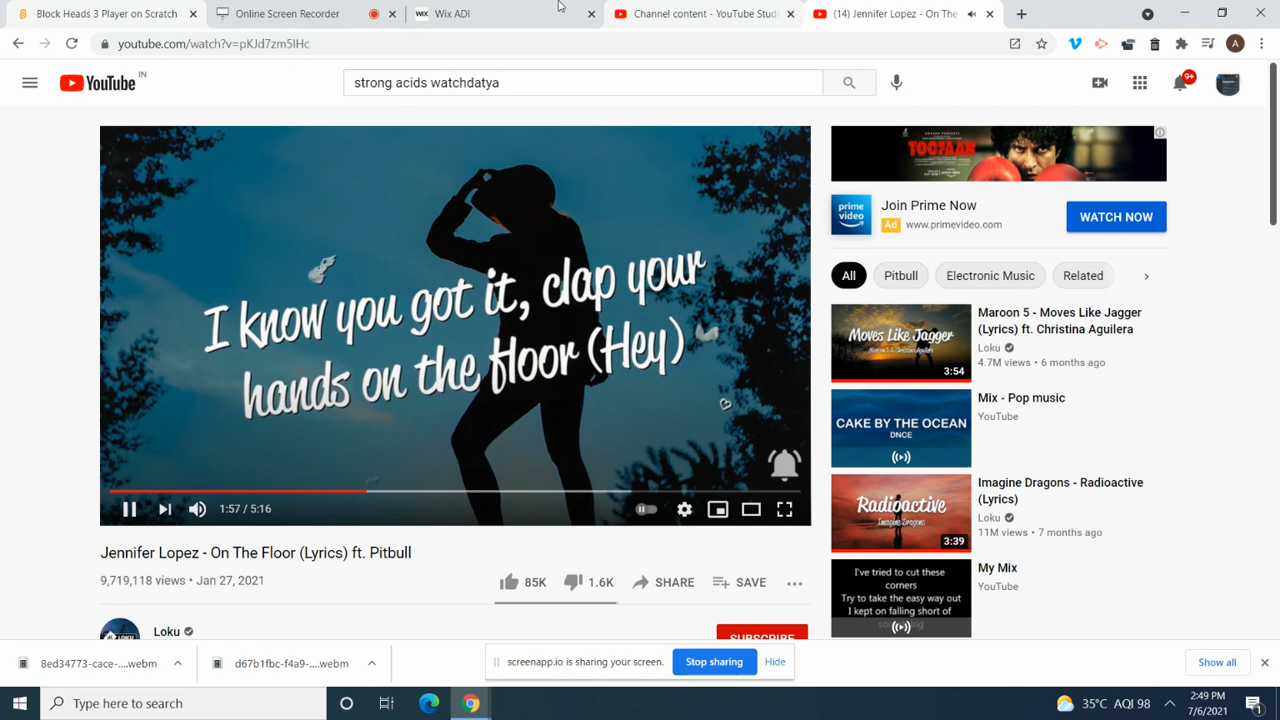 Block Heads 3 Player on Scratch
Online Screen Recorder
WIX Wix ADI
Channel content - YouTube Stud
(14) Jennifer Lopez - On The
youtube.com/watch?v=pKJd7zm5lHc
A
YouTube IN
strong acids watchdatya
9+
I know you got it, clap your
hands on the floor (Hey)
1:57 / 5:16
TOOFAAN
prime video
Join Prime Now
Ad www.primevideo.com
WATCH NOW
All
Pitbull
Electronic Music
Related
Moves Like Jagger
3:54
Maroon 5 - Moves Like Jagger
(Lyrics) ft. Christina Aguilera
Loku
4.7M views • 6 months ago
CAKE BY THE OCEAN
DNCE
Mix - Pop music
YouTube
Radioactive
Imagine Dragons
3:39
Imagine Dragons - Radioactive
(Lyrics)
Loku
11M views • 7 months ago
I've tried to cut these
corners
Try to take the easy way out
I kept on falling short of
My Mix
YouTube
Jennifer Lopez - On The Floor (Lyrics) ft. Pitbull
9,719,118 views • Jan 27, 2021
85K
1.6K
SHARE
SAVE
Loku
SUBSCRIBE
8ed34773-cace-....webm
d67b1fbc-f4a9-....webm
screenapp.io is sharing your screen.
Stop sharing
Hide
Show all
Type here to search
35°C AQI 98
2:49 PM
7/6/2021
1